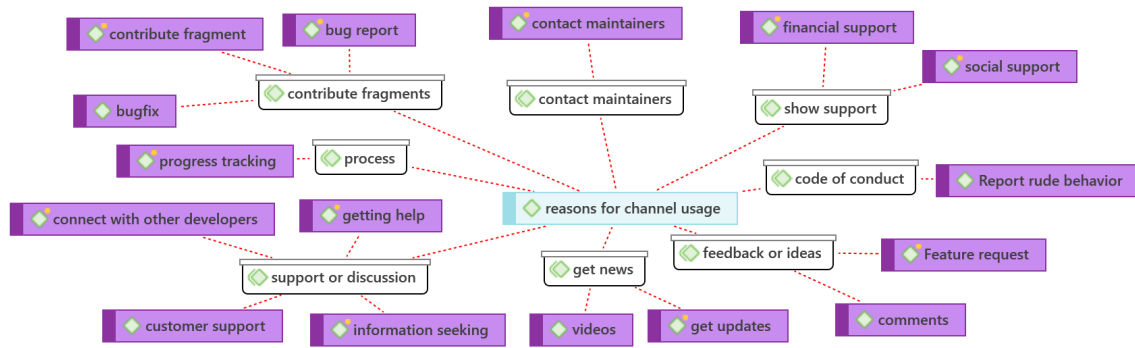 contribute fragment
bug report
contact maintainers
financial support
social support
contribute fragments
contact maintainers
show support
bugfix
progress tracking
process
code of conduct
Report rude behavior
reasons for channel usage
connect with other developers
getting help
support or discussion
get news
feedback or ideas
Feature request
customer support
information seeking
videos
get updates
comments